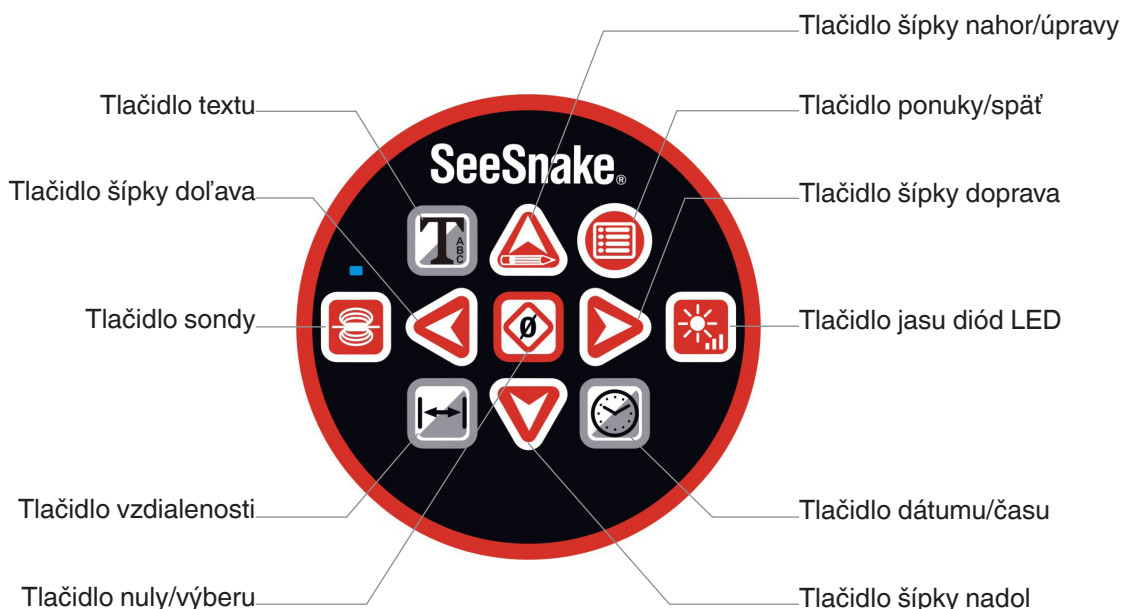 Tlačidlo šípky nahor/úpravy
Tlačidlo textu
Tlačidlo ponuky/späť
SeeSnake®
Tlačidlo šípky doľava
Tlačidlo šípky doprava
T
A
B
C
Tlačidlo sondy
Ø
Tlačidlo jasu diód LED
Tlačidlo vzdialenosti
Tlačidlo dátumu/času
Tlačidlo nuly/výberu
Tlačidlo šípky nadol